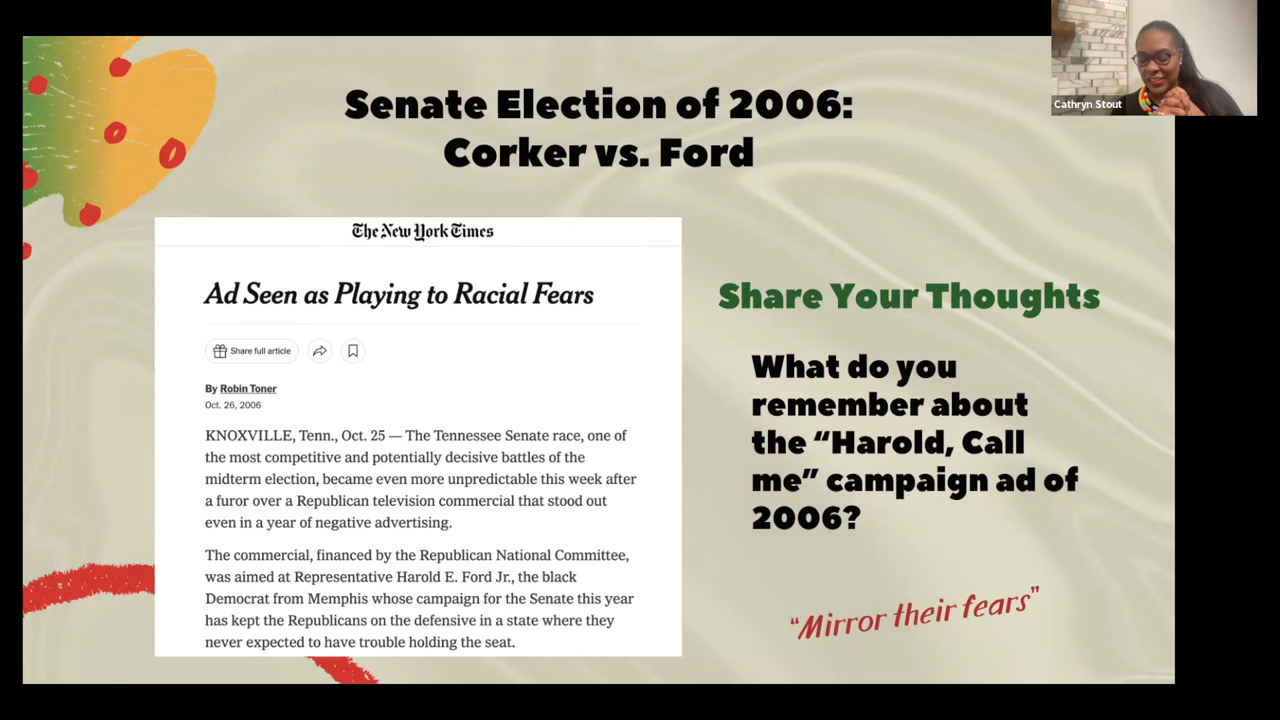 Senate Election of 2006:
Corker vs. Ford
Cathryn Stout
The New York Times
Ad Seen as Playing to Racial Fears
Share full article
By Robin Toner
Oct. 26, 2006
KNOXVILLE, Tenn., Oct. 25 — The Tennessee Senate race, one of
the most competitive and potentially decisive battles of the
midterm election, became even more unpredictable this week after
a furor over a Republican television commercial that stood out
even in a year of negative advertising.
The commercial, financed by the Republican National Committee,
was aimed at Representative Harold E. Ford Jr., the black
Democrat from Memphis whose campaign for the Senate this year
has kept the Republicans on the defensive in a state where they
never expected to have trouble holding the seat.
Share Your Thoughts
What do you
remember about
the “Harold, Call
me” campaign ad of
2006?
“Mirror their fears”